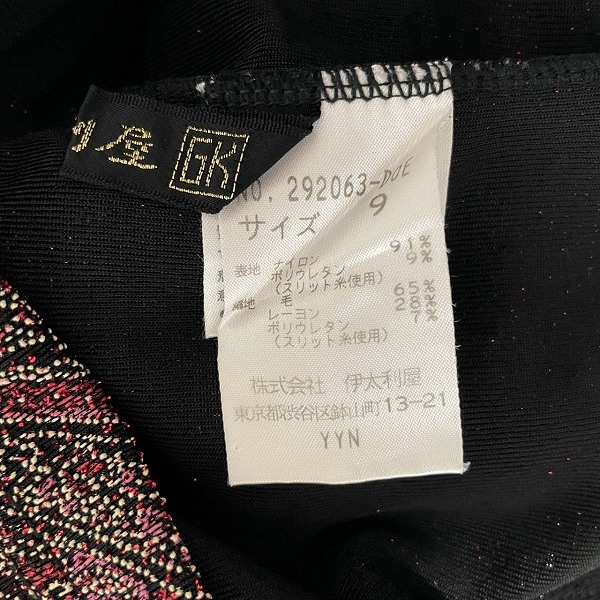 屋 GK
NO. 292063-DOE
サイズ 9
表地 ナイロン 91%
ポリウレタン 9%
(スリット糸使用)
毛 65%
レーヨン 28%
ポリウレタン 7%
(スリット糸使用)
株式会社 伊太利屋
東京都渋谷区鉢山町13-21
YYN